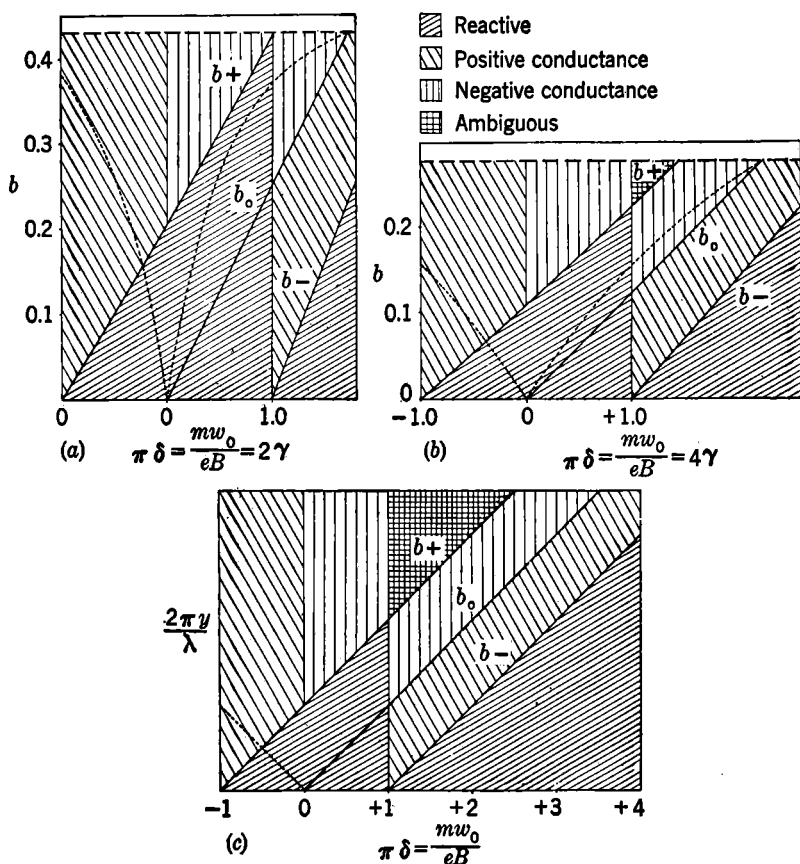 Reactive
Positive conductance
Negative conductance
Ambiguous
0.4
0.3
b
0.2
0.1
b+
b₀
b−
0 0 1.0
(a) πδ = mw₀/eB = 2γ
0.2
b
0.1
0
b+
b₀
b−
−1.0 0 +1.0
(b) πδ = mw₀/eB = 4γ
2πy/λ
b+
b₀
b−
−1 0 +1 +2 +3 +4
(c) πδ = mw₀/eB